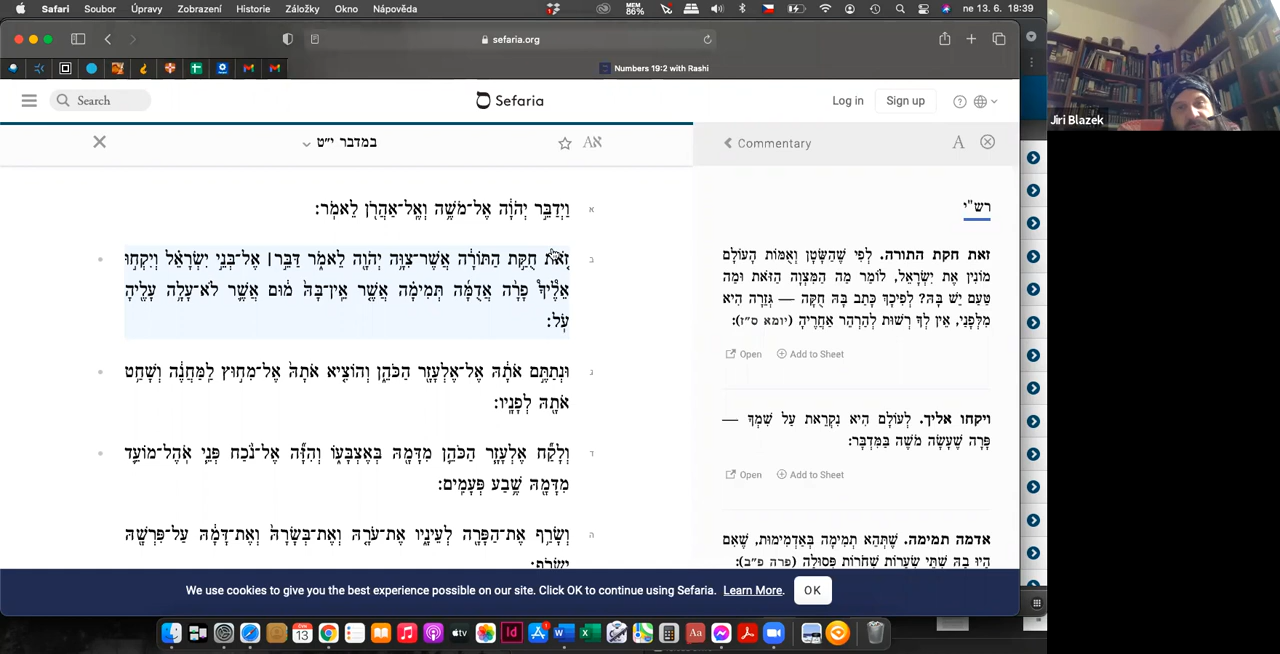 Safari Soubor Úpravy Zobrazení Historie Záložky Okno Nápověda MEM 86% ne 13. 6. 18:39
sefaria.org
Numbers 19:2 with Rashi
Search
Sefaria
Log in
Sign up
במדבר י״ט
Commentary
רש"י
א
וַיְדַבֵּ֣ר יְהֹוָ֔ה אֶל־מֹשֶׁ֥ה וְאֶֽל־אַהֲרֹ֖ן לֵאמֹֽר׃
ב
זֹ֚את חֻקַּ֣ת הַתּוֹרָ֔ה אֲשֶׁר־צִוָּ֥ה יְהֹוָ֖ה לֵאמֹ֑ר דַּבֵּ֣ר ׀ אֶל־בְּנֵ֣י יִשְׂרָאֵ֗ל וְיִקְח֣וּ
אֵלֶ֩יךָ֩ פָרָ֨ה אֲדֻמָּ֜ה תְּמִימָ֗ה אֲשֶׁ֤ר אֵֽין־בָּהּ֙ מ֔וּם אֲשֶׁ֛ר לֹא־עָלָ֥ה עָלֶ֖יהָ
עֹֽל׃
ג
וּנְתַתֶּ֣ם אֹתָ֔הּ אֶל־אֶלְעָזָ֖ר הַכֹּהֵ֑ן וְהוֹצִ֤יא אֹתָהּ֙ אֶל־מִח֣וּץ לַֽמַּחֲנֶ֔ה וְשָׁחַ֥ט
אֹתָ֖הּ לְפָנָֽיו׃
ד
וְלָקַ֞ח אֶלְעָזָ֧ר הַכֹּהֵ֛ן מִדָּמָ֖הּ בְּאֶצְבָּע֑וֹ וְהִזָּ֞ה אֶל־נֹ֨כַח פְּנֵ֧י אֹֽהֶל־מוֹעֵ֛ד
מִדָּמָ֖הּ שֶׁ֥בַע פְּעָמִֽים׃
ה
וְשָׂרַ֥ף אֶת־הַפָּרָ֖ה לְעֵינָ֑יו אֶת־עֹרָ֤הּ וְאֶת־בְּשָׂרָהּ֙ וְאֶת־דָּמָ֔הּ עַל־פִּרְשָׁ֖הּ
יִשְׂרֹֽף׃
זאת חקת התורה. לְפִי שֶׁהַשָּׂטָן וְאֻמּוֹת הָעוֹלָם
מוֹנִין אֶת יִשְׂרָאֵל, לוֹמַר מַה הַמִּצְוָה הַזֹּאת וּמַה
טַּעַם יֵשׁ בָּהּ? לְפִיכָךְ כָּתַב בָּהּ חֻקָּה — גְּזֵרָה הִיא
מִלְּפָנַי, אֵין לְךָ רְשׁוּת לְהַרְהֵר אַחֲרֶיהָ (יומא ס״ז):
Open Add to Sheet
ויקחו אליך. לְעוֹלָם הִיא נִקְרֵאת עַל שִׁמְךָ —
פָּרָה שֶׁעָשָׂה מֹשֶׁה בַּמִּדְבָּר:
Open Add to Sheet
אדמה תמימה. שֶׁתְּהֵא תְמִימָה בְּאַדְמִימוּת, שֶׁאִם
הָיוּ בָהּ שְׁתֵּי שְׂעָרוֹת שְׁחֹרוֹת פְּסוּלָה (פרה פ״ב):
We use cookies to give you the best experience possible on our site. Click OK to continue using Sefaria. Learn More. OK
Jiri Blazek